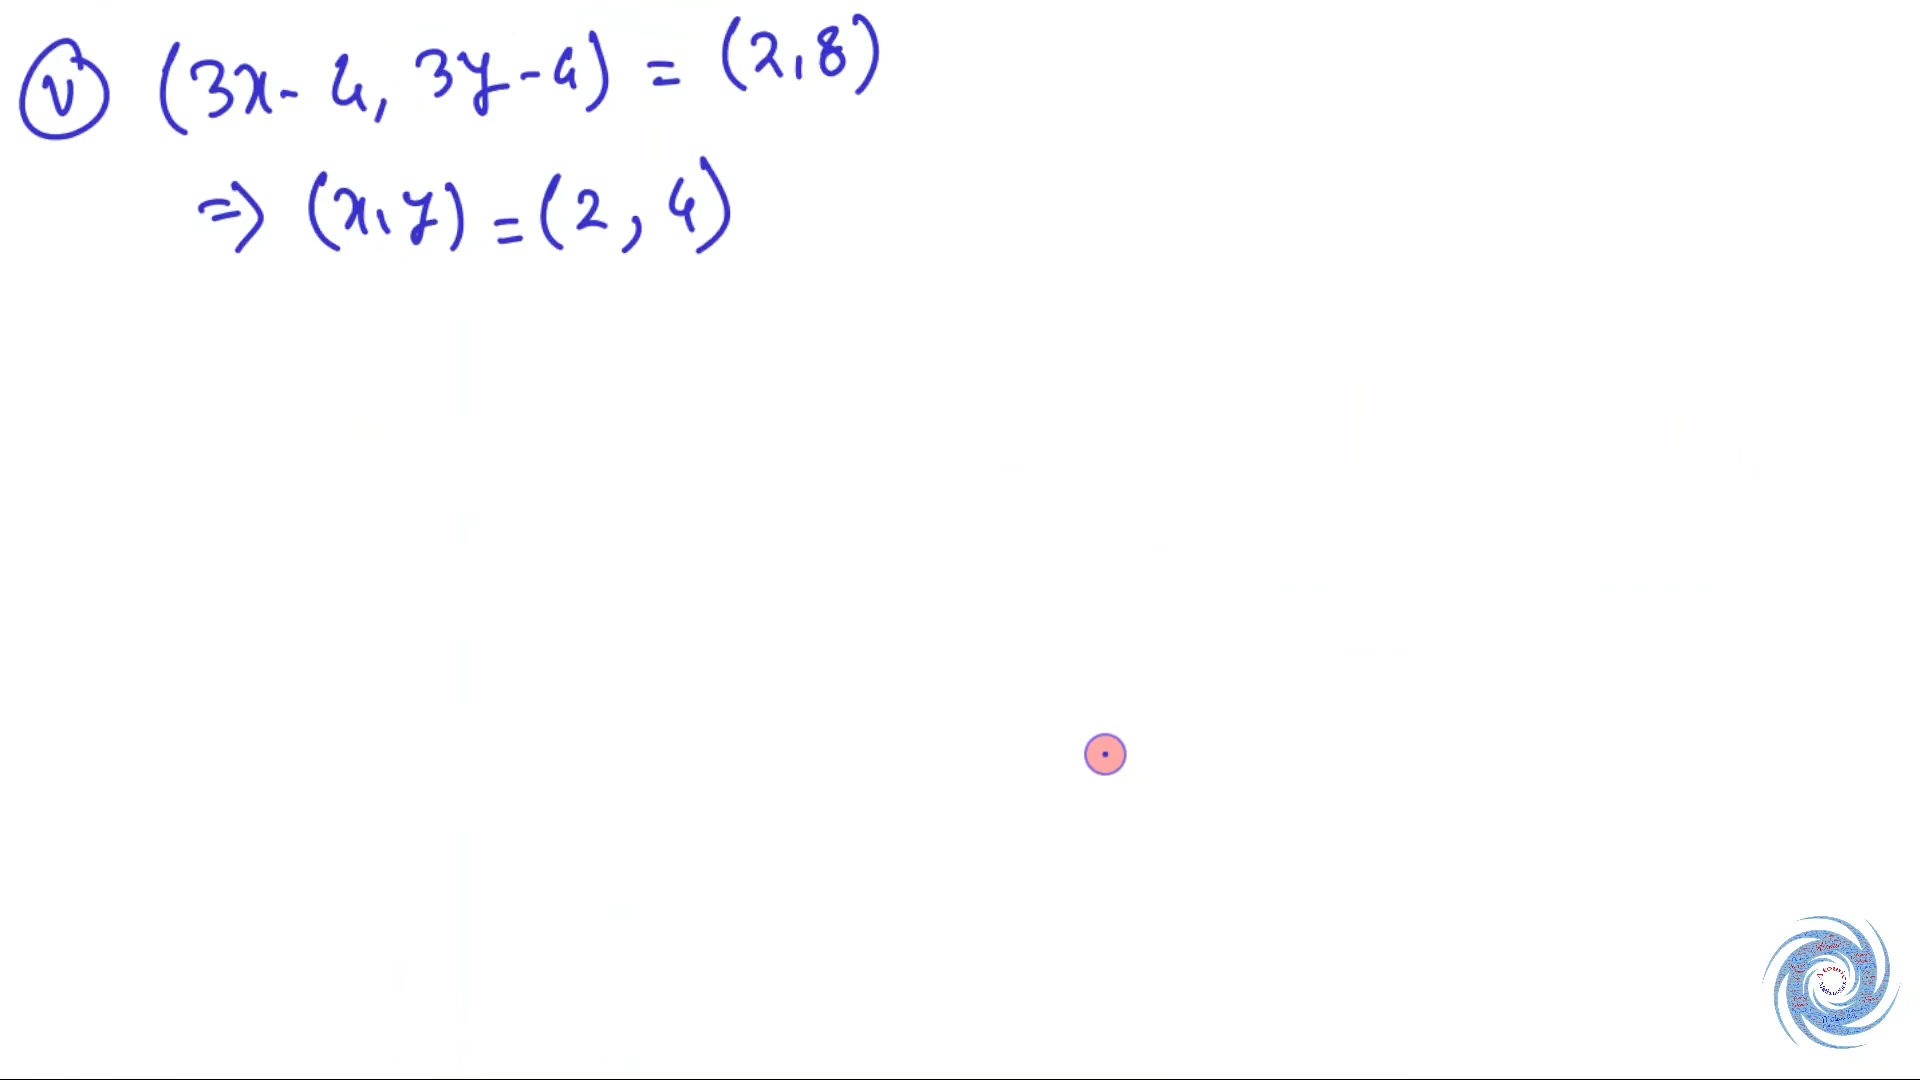 (v) (3x - 4, 3y - 4) = (2, 8)
⇒ (x, y) = (2, 4)